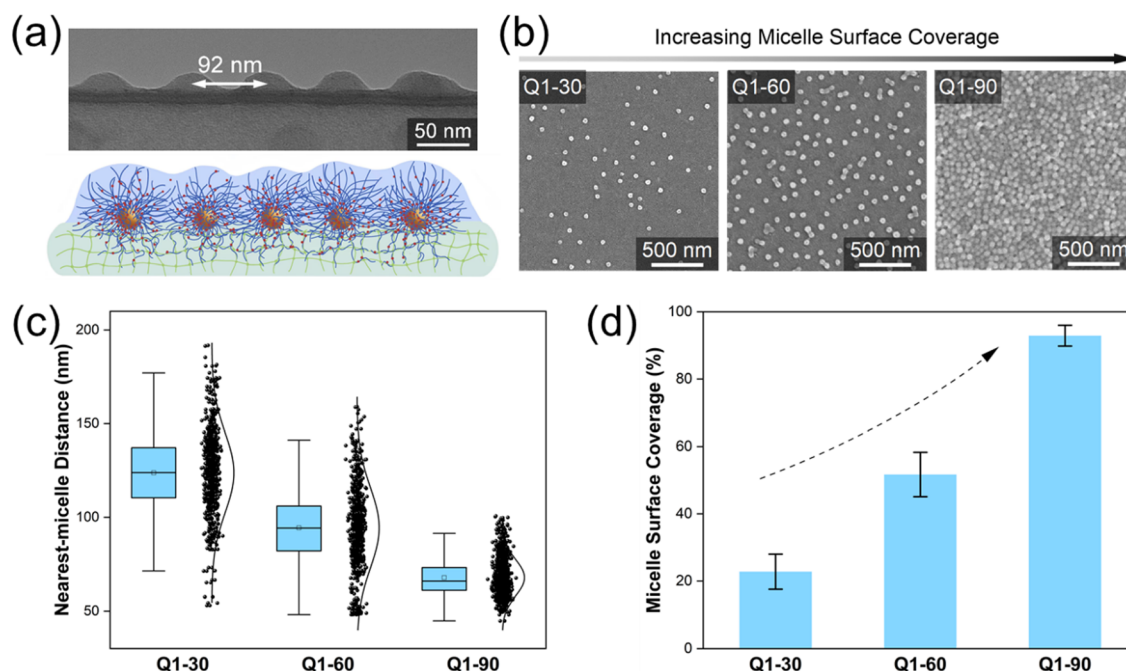 (a)
92 nm
50 nm
(b)
Increasing Micelle Surface Coverage
Q1-30
Q1-60
Q1-90
500 nm
500 nm
500 nm
(c)
Nearest-micelle Distance (nm)
200
150
100
50
Q1-30
Q1-60
Q1-90
(d)
Micelle Surface Coverage (%)
100
80
60
40
20
0
Q1-30
Q1-60
Q1-90